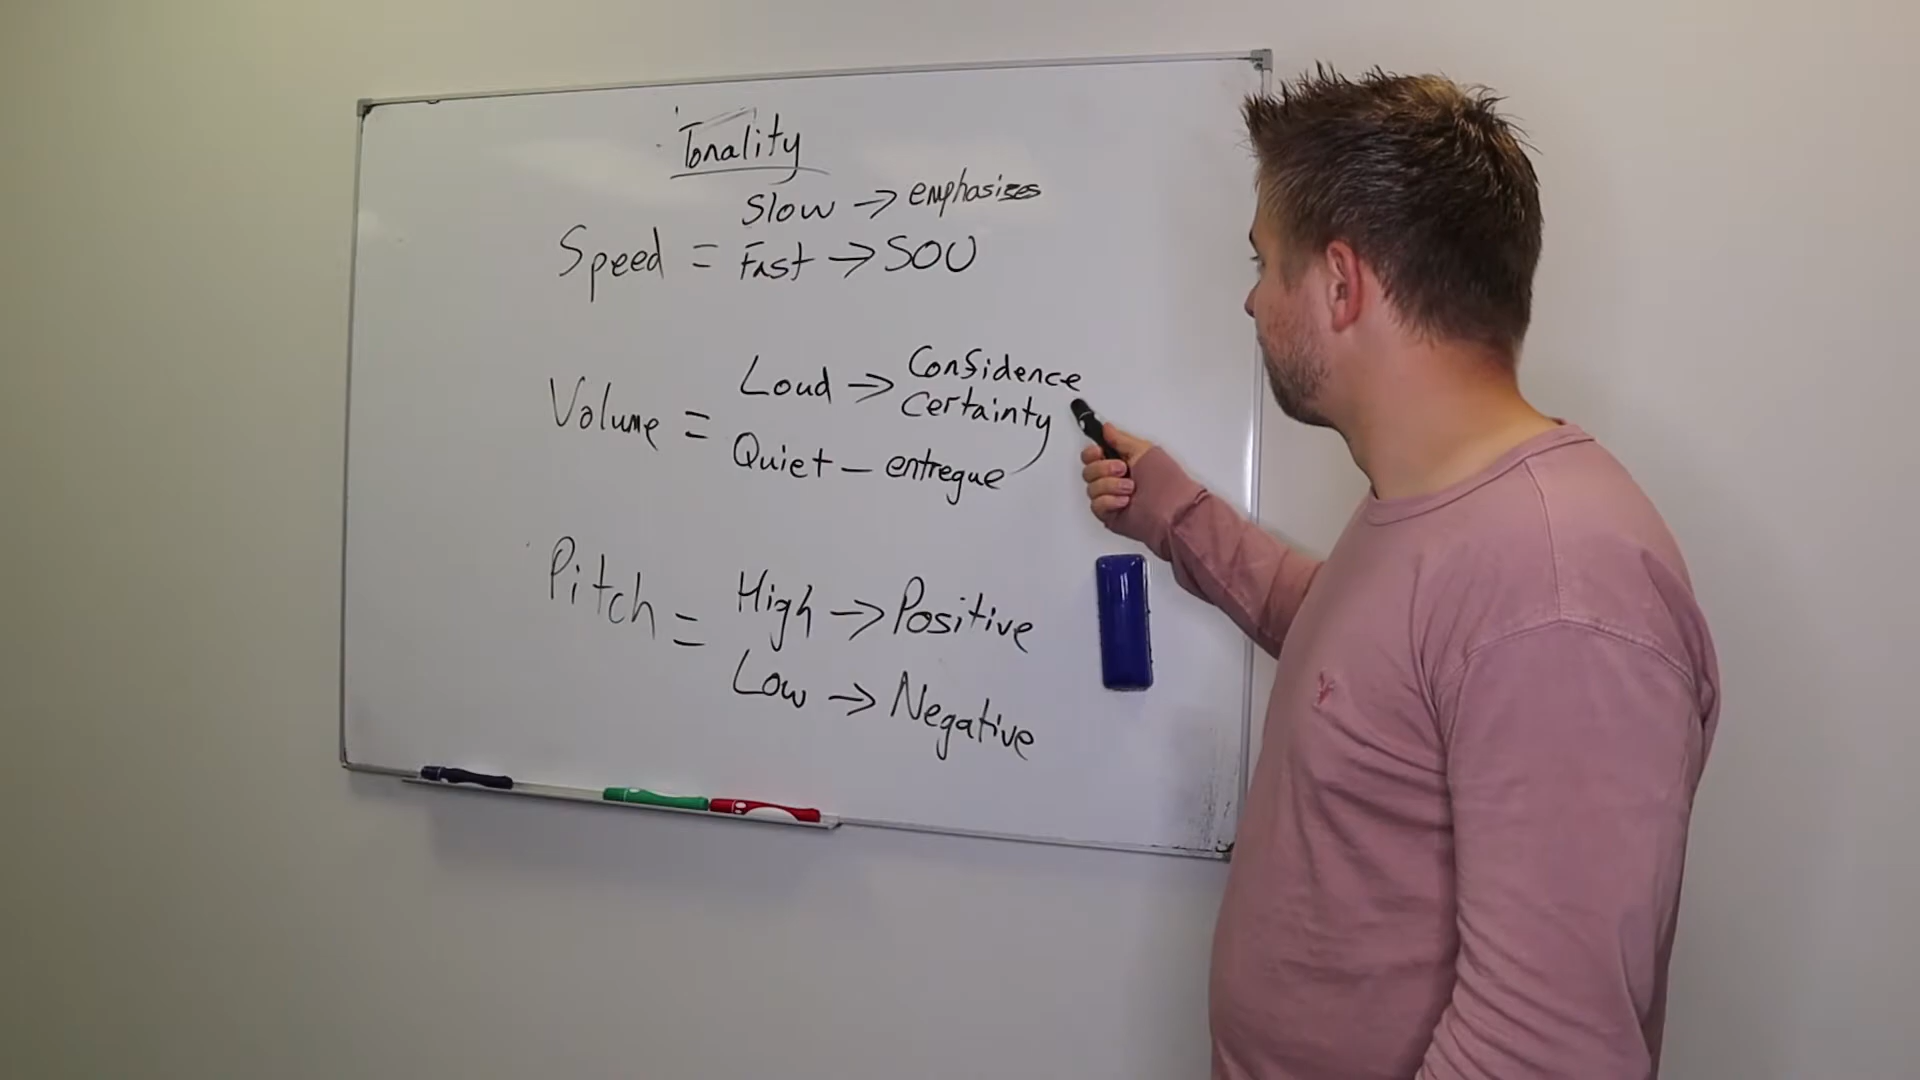 Tonality
Slow → emphasizes
Speed = Fast → SOU
Loud → Confidence
Certainty
Volume =
Quiet – entregue
Pitch = High → Positive
Low → Negative